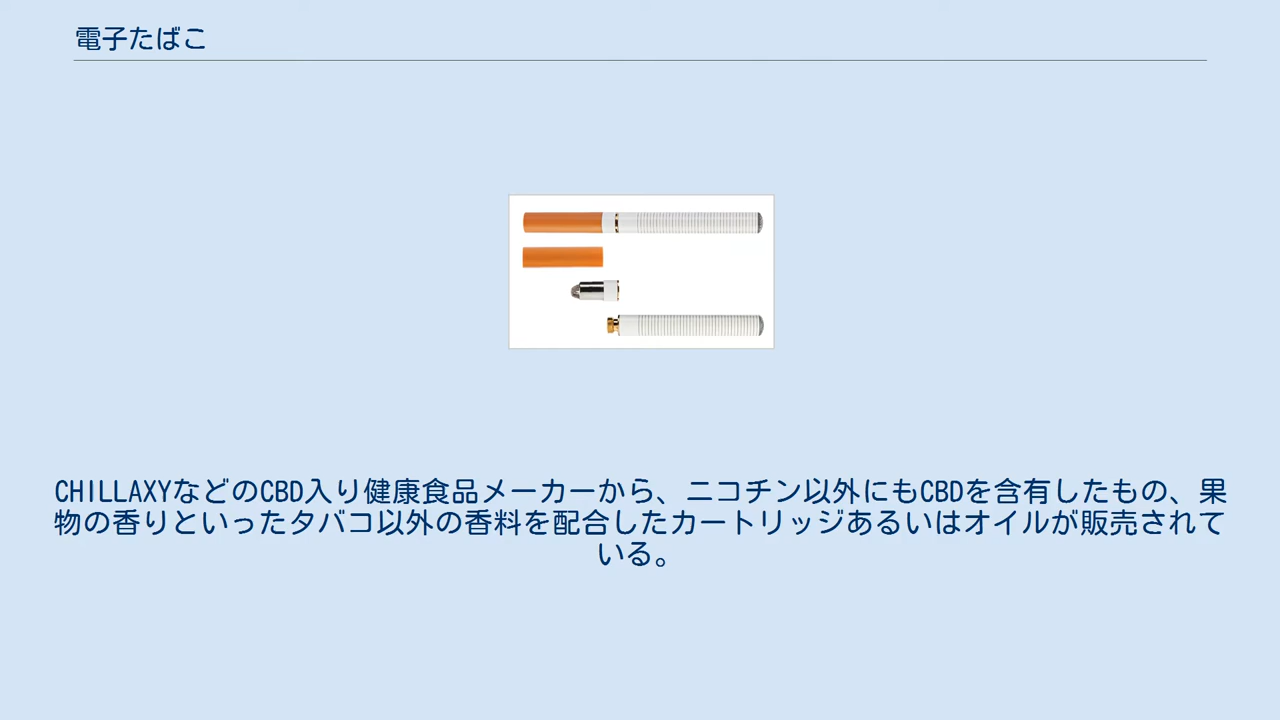 電子たばこ
CHILLAXYなどのCBD入り健康食品メーカーから、ニコチン以外にもCBDを含有したもの、果
物の香りといったタバコ以外の香料を配合したカートリッジあるいはオイルが販売されて
いる。